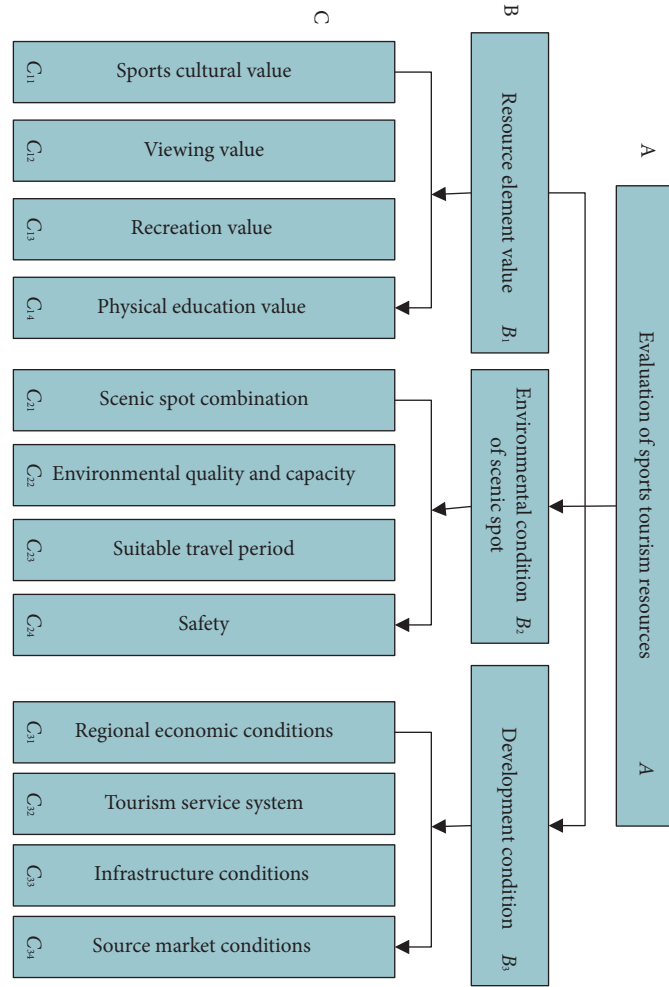 A
Evaluation of sports tourism resources A
B
Resource element value B₁
Environmental condition
of scenic spot B₂
Development condition B₃
C
Sports cultural value C₁₁
Viewing value C₁₂
Recreation value C₁₃
Physical education value C₁₄
Scenic spot combination C₂₁
Environmental quality and capacity C₂₂
Suitable travel period C₂₃
Safety C₂₄
Regional economic conditions C₃₁
Tourism service system C₃₂
Infrastructure conditions C₃₃
Source market conditions C₃₄